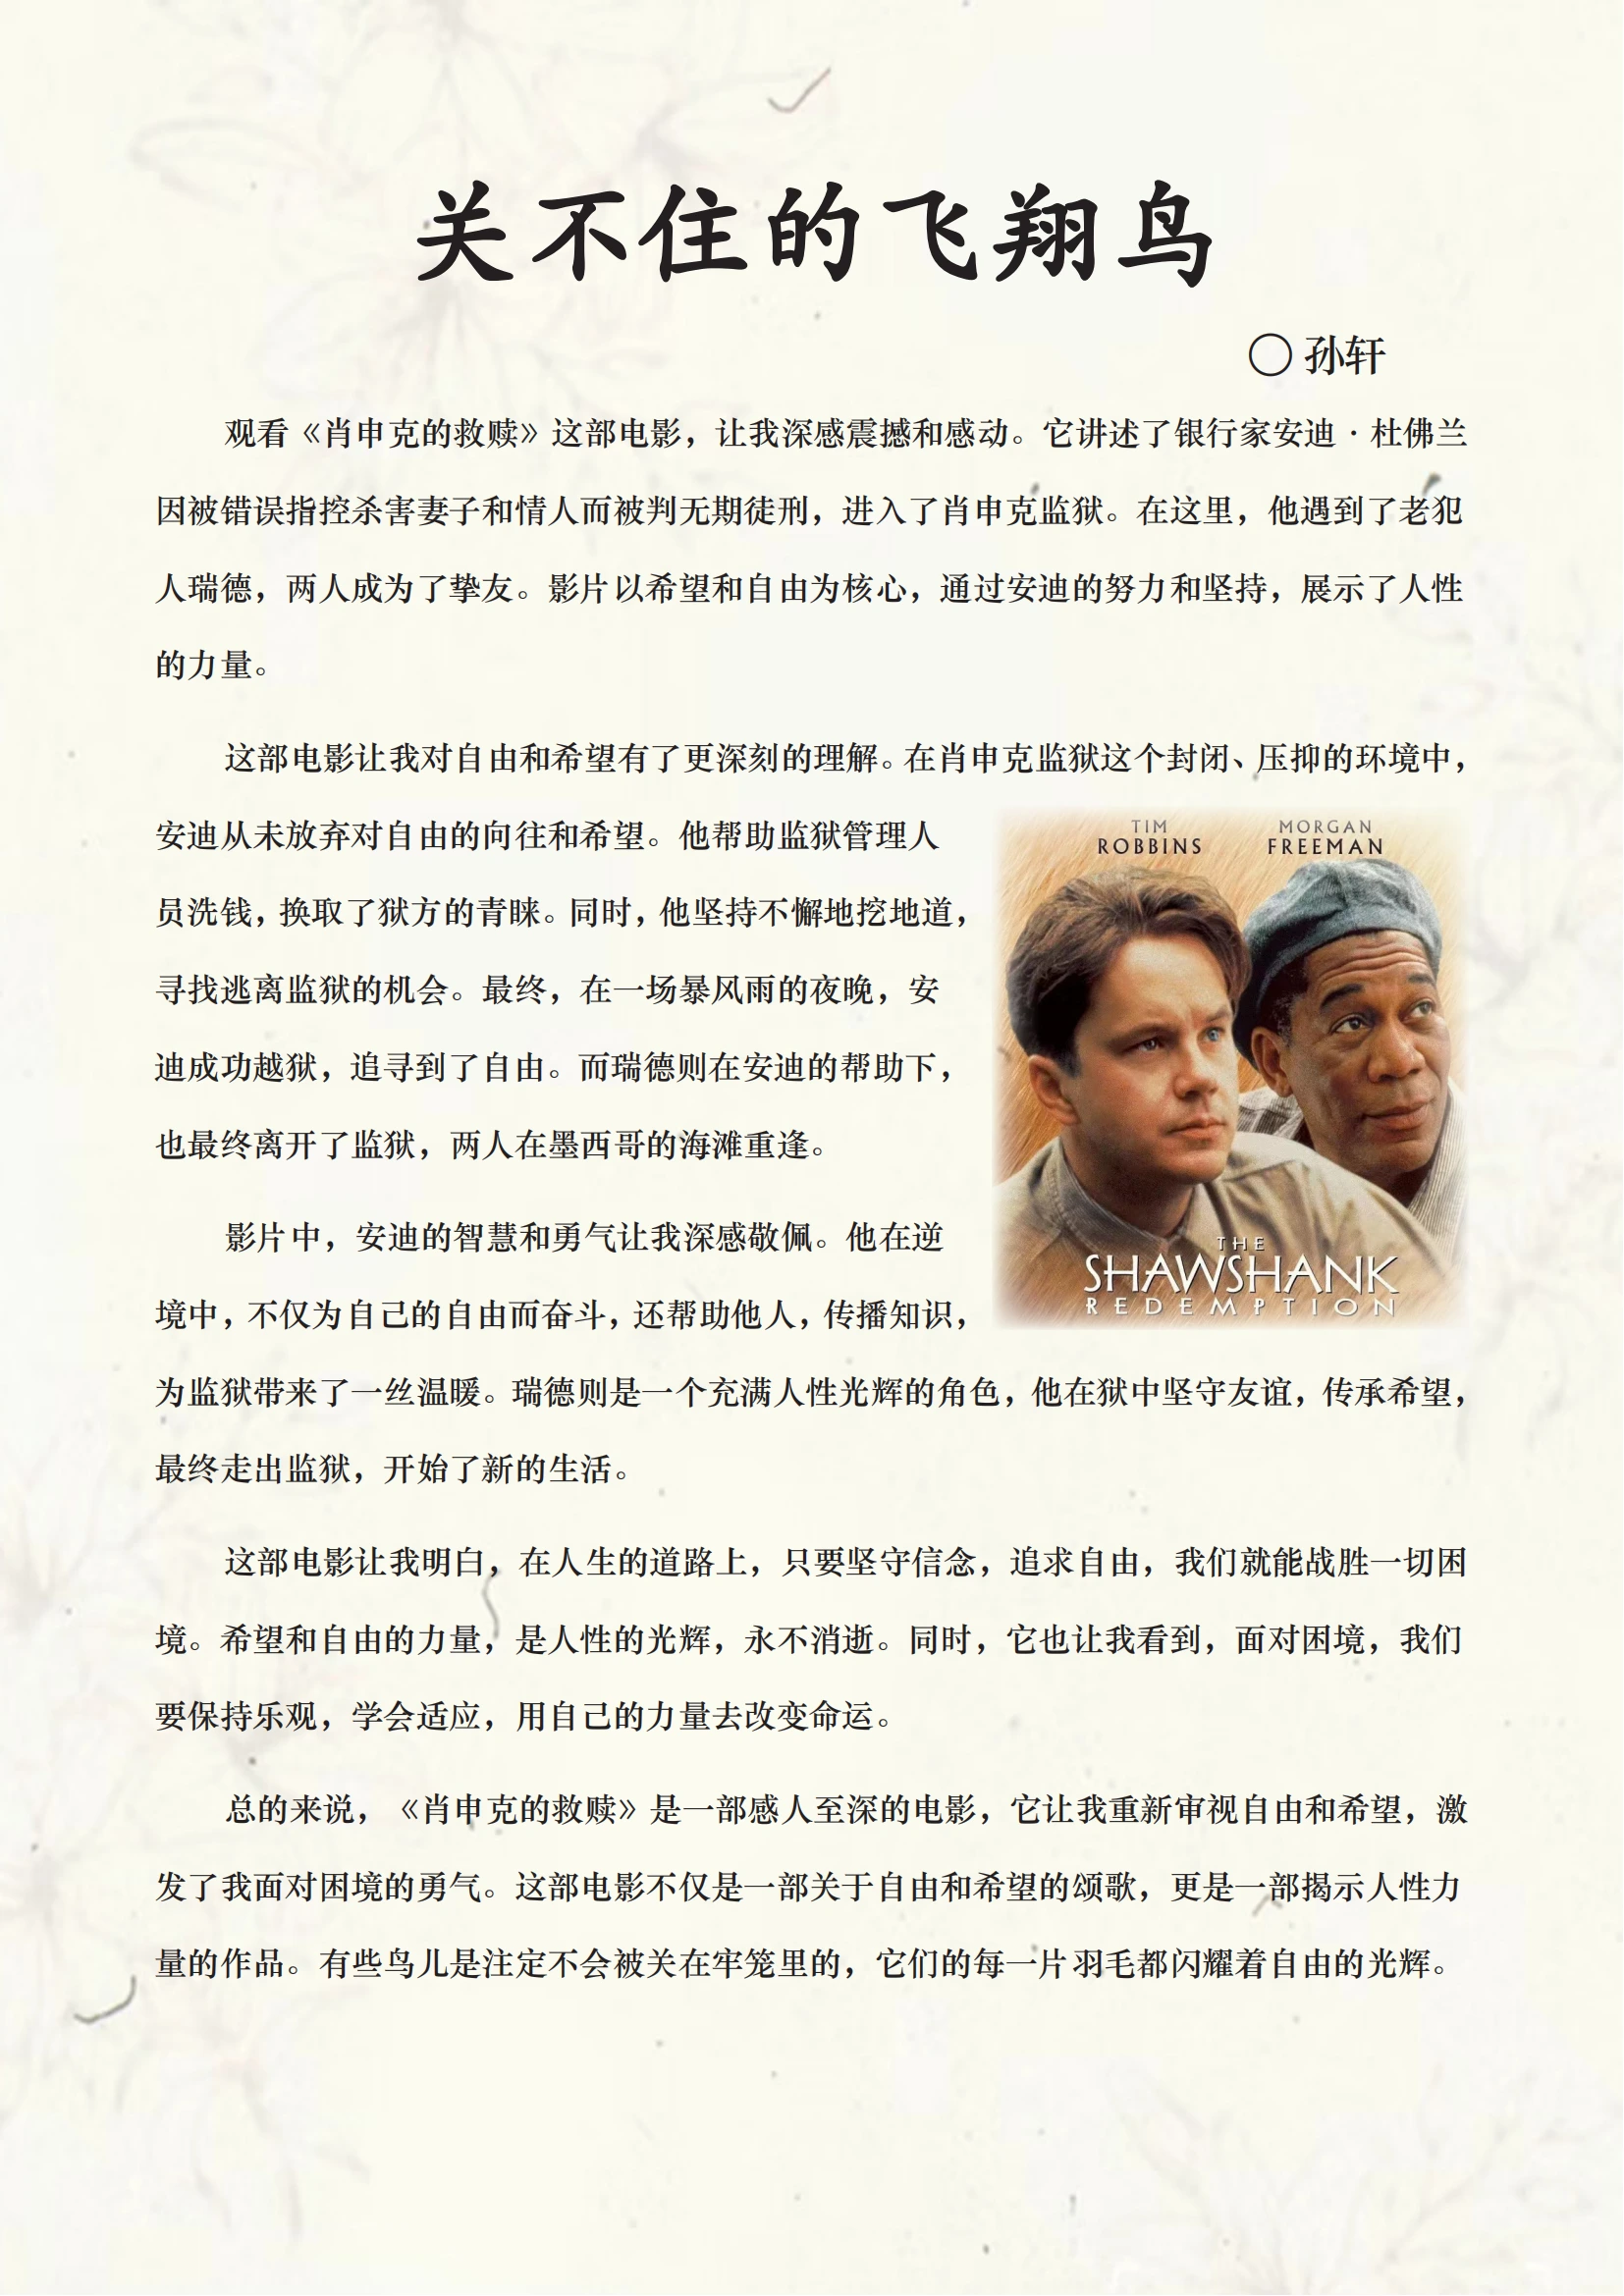 关不住的飞翔鸟
〇 孙轩
观看《肖申克的救赎》这部电影，让我深感震撼和感动。它讲述了银行家安迪·杜佛兰
因被错误指控杀害妻子和情人而被判无期徒刑，进入了肖申克监狱。在这里，他遇到了老犯
人瑞德，两人成为了挚友。影片以希望和自由为核心，通过安迪的努力和坚持，展示了人性
的力量。
这部电影让我对自由和希望有了更深刻的理解。在肖申克监狱这个封闭、压抑的环境中，
安迪从未放弃对自由的向往和希望。他帮助监狱管理人
员洗钱，换取了狱方的青睐。同时，他坚持不懈地挖地道，
寻找逃离监狱的机会。最终，在一场暴风雨的夜晚，安
迪成功越狱，追寻到了自由。而瑞德则在安迪的帮助下，
也最终离开了监狱，两人在墨西哥的海滩重逢。
TIM
ROBBINS
MORGAN
FREEMAN
THE
SHAWSHANK
REDEMPTION
影片中，安迪的智慧和勇气让我深感敬佩。他在逆
境中，不仅为自己的自由而奋斗，还帮助他人，传播知识，
为监狱带来了一丝温暖。瑞德则是一个充满人性光辉的角色，他在狱中坚守友谊，传承希望，
最终走出监狱，开始了新的生活。
这部电影让我明白，在人生的道路上，只要坚守信念，追求自由，我们就能战胜一切困
境。希望和自由的力量，是人性的光辉，永不消逝。同时，它也让我看到，面对困境，我们
要保持乐观，学会适应，用自己的力量去改变命运。
总的来说，《肖申克的救赎》是一部感人至深的电影，它让我重新审视自由和希望，激
发了我面对困境的勇气。这部电影不仅是一部关于自由和希望的颂歌，更是一部揭示人性力
量的作品。有些鸟儿是注定不会被关在牢笼里的，它们的每一片羽毛都闪耀着自由的光辉。